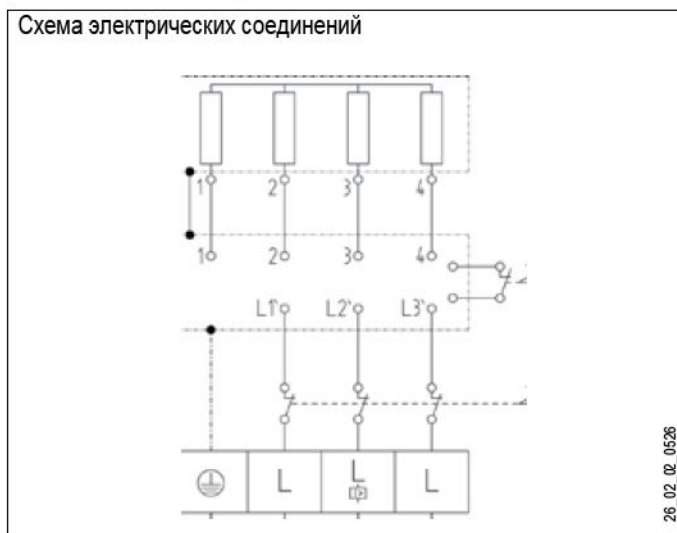 Схема электрических соединений
1 2 3 4
1 2 3 4
L1' L2' L3'
L L L
26_02_02_0526